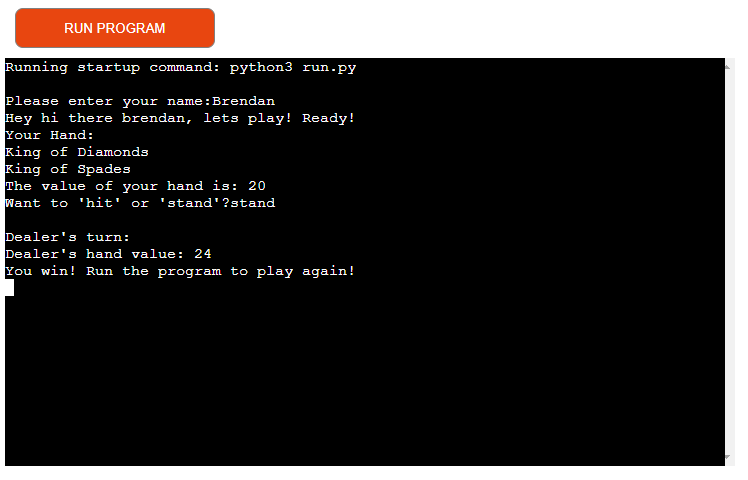 RUN PROGRAM
Running startup command: python3 run.py
Please enter your name:Brendan
Hey hi there brendan, lets play! Ready!
Your Hand:
King of Diamonds
King of Spades
The value of your hand is: 20
Want to 'hit' or 'stand'?stand
Dealer's turn:
Dealer's hand value: 24
You win! Run the program to play again!